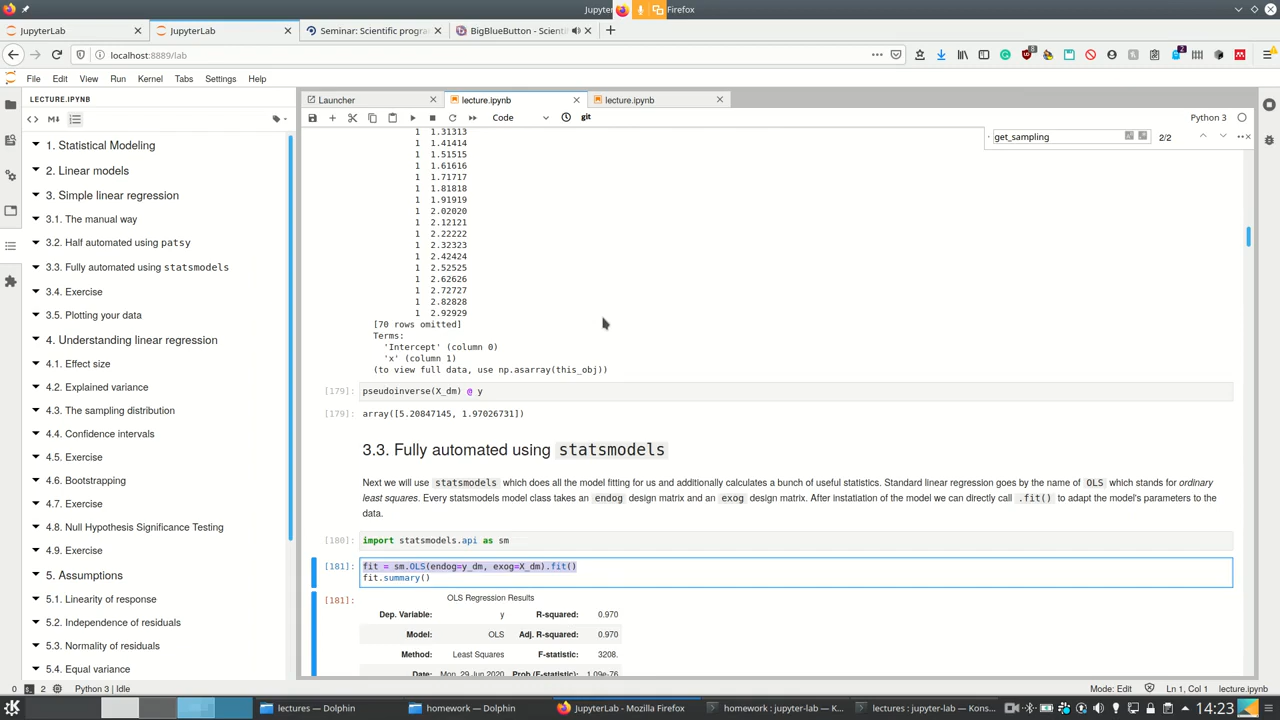 Jupyter Firefox
JupyterLab
JupyterLab
Seminar: Scientific progra
BigBlueButton - Scienti
localhost:8889/lab
8
2
File Edit View Run Kernel Tabs Settings Help
LECTURE.IPYNB
Launcher
lecture.ipynb
lecture.ipynb
Code
git
Python 3
get_sampling
2/2
1. Statistical Modeling
2. Linear models
3. Simple linear regression
3.1. The manual way
3.2. Half automated using patsy
3.3. Fully automated using statsmodels
3.4. Exercise
3.5. Plotting your data
4. Understanding linear regression
4.1. Effect size
4.2. Explained variance
4.3. The sampling distribution
4.4. Confidence intervals
4.5. Exercise
4.6. Bootstrapping
4.7. Exercise
4.8. Null Hypothesis Significance Testing
4.9. Exercise
5. Assumptions
5.1. Linearity of response
5.2. Independence of residuals
5.3. Normality of residuals
5.4. Equal variance
1 1.31313
1 1.41414
1 1.51515
1 1.61616
1 1.71717
1 1.81818
1 1.91919
1 2.02020
1 2.12121
1 2.22222
1 2.32323
1 2.42424
1 2.52525
1 2.62626
1 2.72727
1 2.82828
1 2.92929
[70 rows omitted]
Terms:
'Intercept' (column 0)
'x' (column 1)
(to view full data, use np.asarray(this_obj))
[179]: pseudoinverse(X_dm) @ y
[179]: array([5.20847145, 1.97026731])
3.3. Fully automated using statsmodels
Next we will use statsmodels which does all the model fitting for us and additionally calculates a bunch of useful statistics. Standard linear regression goes by the name of OLS which stands for ordinary
least squares. Every statsmodels model class takes an endog design matrix and an exog design matrix. After instatiation of the model we can directly call .fit() to adapt the model's parameters to the
data.
[180]: import statsmodels.api as sm
[181]: fit = sm.OLS(endog=y_dm, exog=X_dm).fit()
fit.summary()
[181]: OLS Regression Results
Dep. Variable: y R-squared: 0.970
Model: OLS Adj. R-squared: 0.970
Method: Least Squares F-statistic: 3208.
Date: Mon, 29 Jun 2020 Prob (F-statistic): 1.09e-76
0
2
Python 3 | Idle
Mode: Edit
Ln 1, Col 1
lecture.ipynb
lectures — Dolphin
homework — Dolphin
JupyterLab - Mozilla Firefox
homework : jupyter-lab — K...
lectures : jupyter-lab — Kons...
14:23